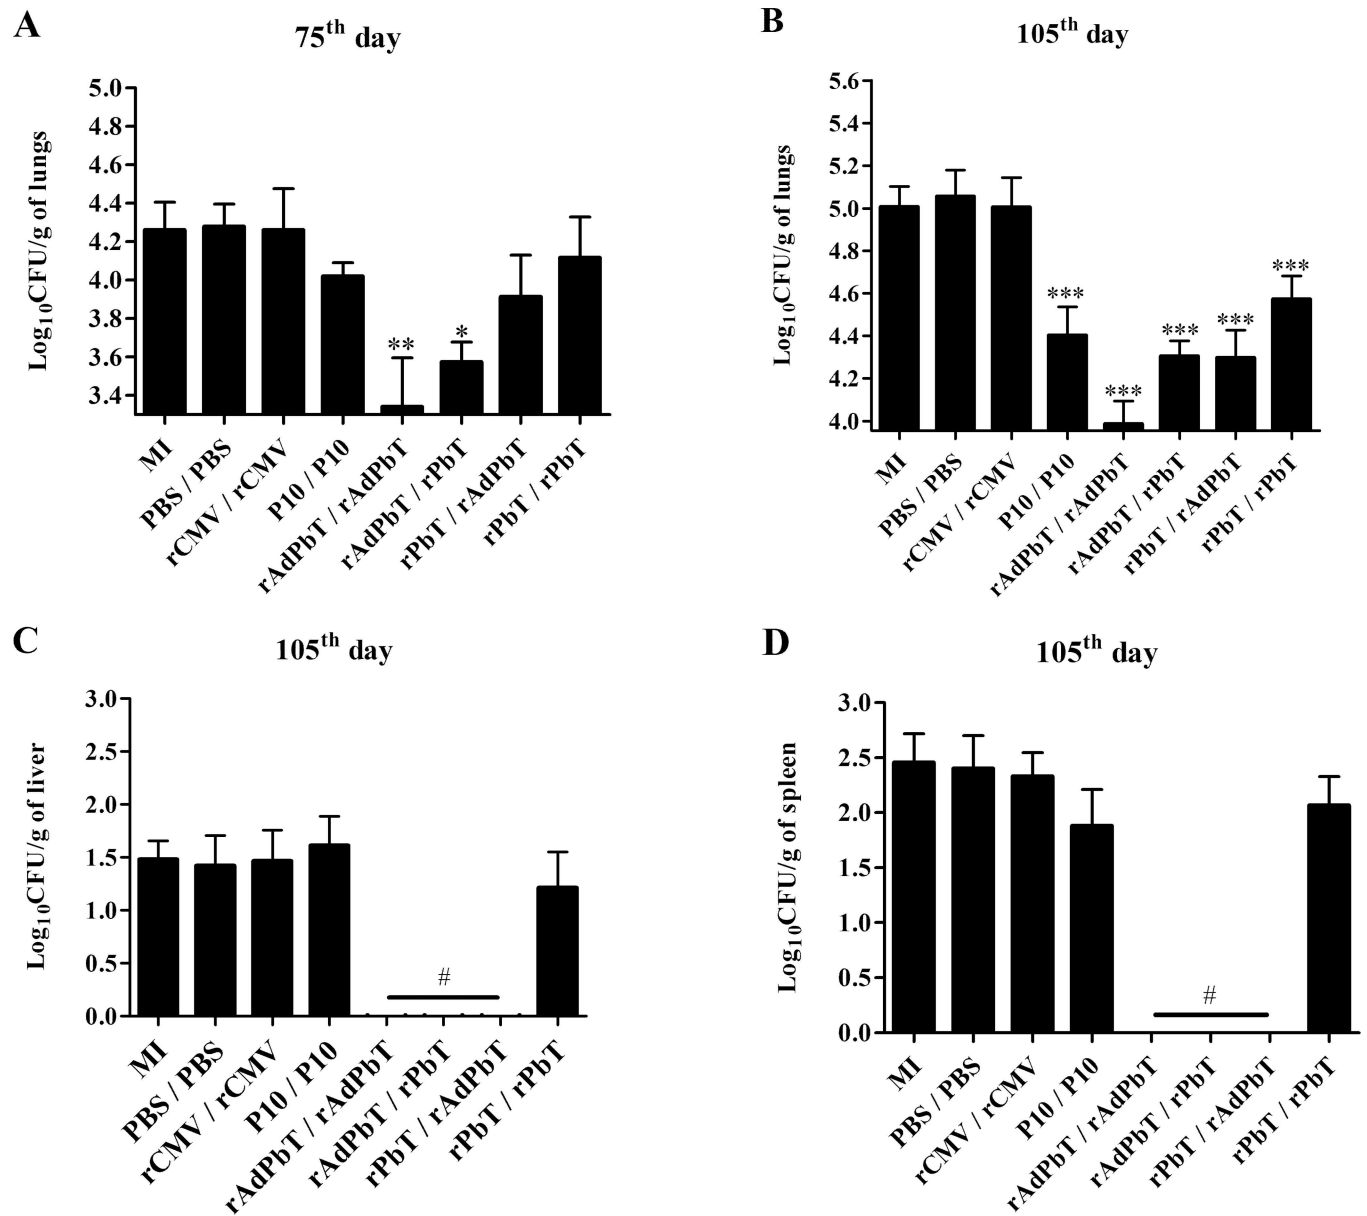 A
75th day
Log10CFU/g of lungs
5.0
4.8
4.6
4.4
4.2
4.0
3.8
3.6
3.4
**
*
MI
PBS / PBS
rCMV / rCMV
P10 / P10
rAdPbT / rAdPbT
rAdPbT / rPbT
rPbT / rAdPbT
rPbT / rPbT
B
105th day
Log10CFU/g of lungs
5.6
5.4
5.2
5.0
4.8
4.6
4.4
4.2
4.0
***
***
***
***
***
MI
PBS / PBS
rCMV / rCMV
P10 / P10
rAdPbT / rAdPbT
rAdPbT / rPbT
rPbT / rAdPbT
rPbT / rPbT
C
105th day
Log10CFU/g of liver
3.0
2.5
2.0
1.5
1.0
0.5
0.0
#
MI
PBS / PBS
rCMV / rCMV
P10 / P10
rAdPbT / rAdPbT
rAdPbT / rPbT
rPbT / rAdPbT
rPbT / rPbT
D
105th day
Log10CFU/g of spleen
3.0
2.5
2.0
1.5
1.0
0.5
0.0
#
MI
PBS / PBS
rCMV / rCMV
P10 / P10
rAdPbT / rAdPbT
rAdPbT / rPbT
rPbT / rAdPbT
rPbT / rPbT